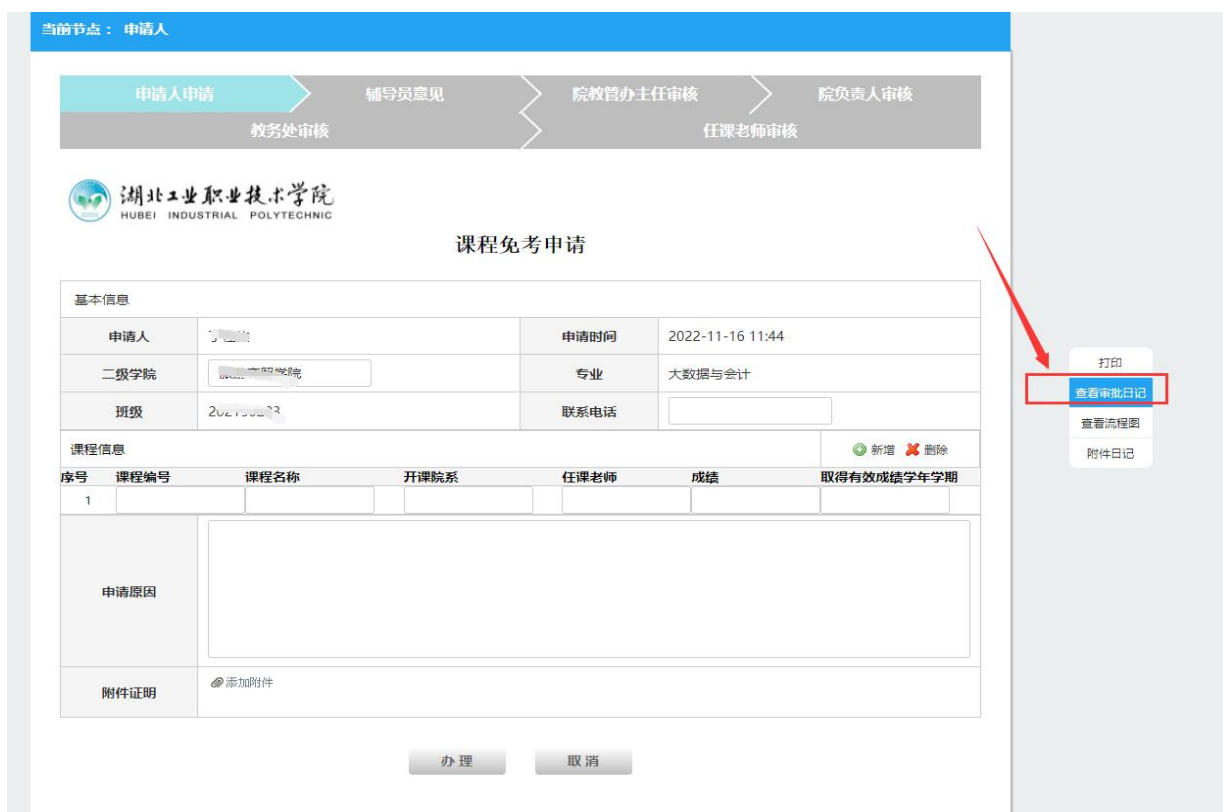 当前节点： 申请人
申请人申请 辅导员意见 院教管办主任审核 院负责人审核
教务处审核 任课老师审核
湖北工业职业技术学院
HUBEI INDUSTRIAL POLYTECHNIC
课程免考申请
基本信息
申请人 申请时间 2022-11-16 11:44
二级学院 专业 大数据与会计
班级 联系电话
课程信息 新增 删除
序号 课程编号 课程名称 开课院系 任课老师 成绩 取得有效成绩学年学期
1
申请原因
附件证明 添加附件
办 理 取 消
打印
查看审批日记
查看流程图
附件日记